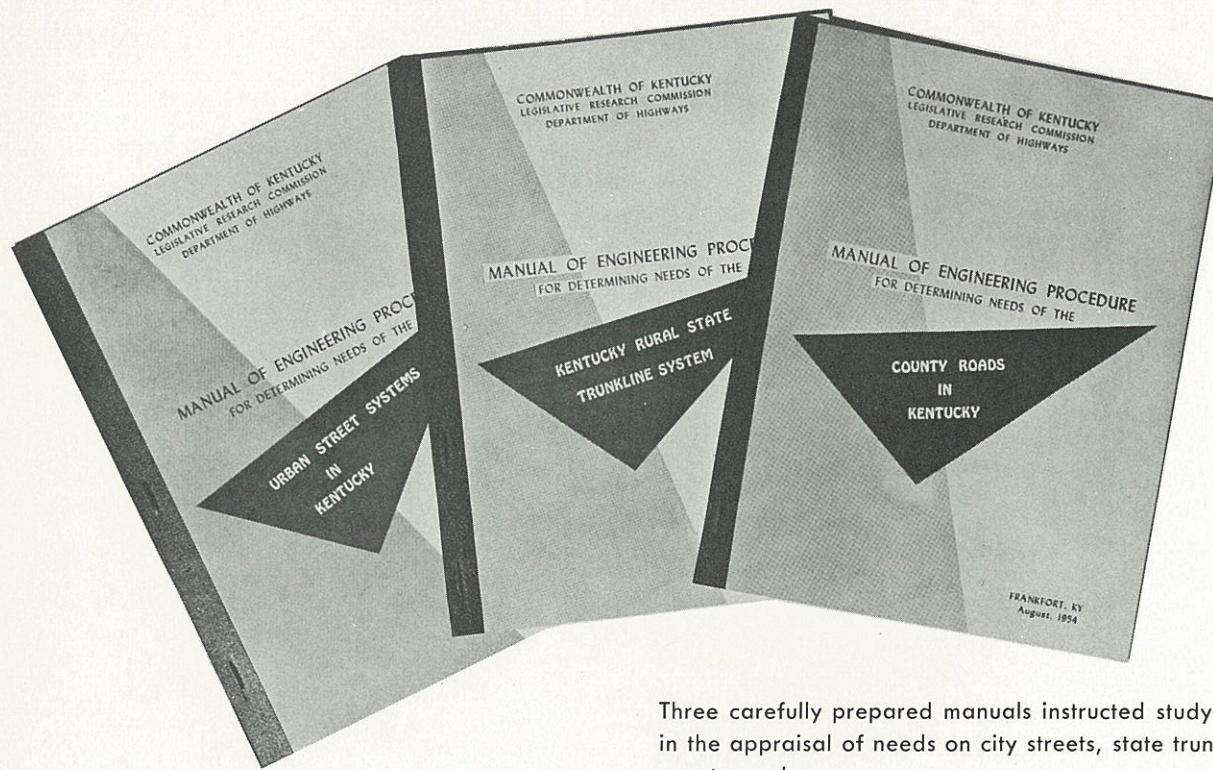 COMMONWEALTH OF KENTUCKY
LEGISLATIVE RESEARCH COMMISSION
DEPARTMENT OF HIGHWAYS
MANUAL OF ENGINEERING PROCE
FOR DETERMINING NEEDS OF THE
URBAN STREET SYSTEMS
IN
KENTUCKY
COMMONWEALTH OF KENTUCKY
LEGISLATIVE RESEARCH COMMISSION
DEPARTMENT OF HIGHWAYS
MANUAL OF ENGINEERING PROCE
FOR DETERMINING NEEDS OF THE
KENTUCKY RURAL STATE
TRUNKLINE SYSTEM
COMMONWEALTH OF KENTUCKY
LEGISLATIVE RESEARCH COMMISSION
DEPARTMENT OF HIGHWAYS
MANUAL OF ENGINEERING PROCEDURE
FOR DETERMINING NEEDS OF THE
COUNTY ROADS
IN
KENTUCKY
FRANKFORT, KY
August, 1954
Three carefully prepared manuals instructed study
in the appraisal of needs on city streets, state trun